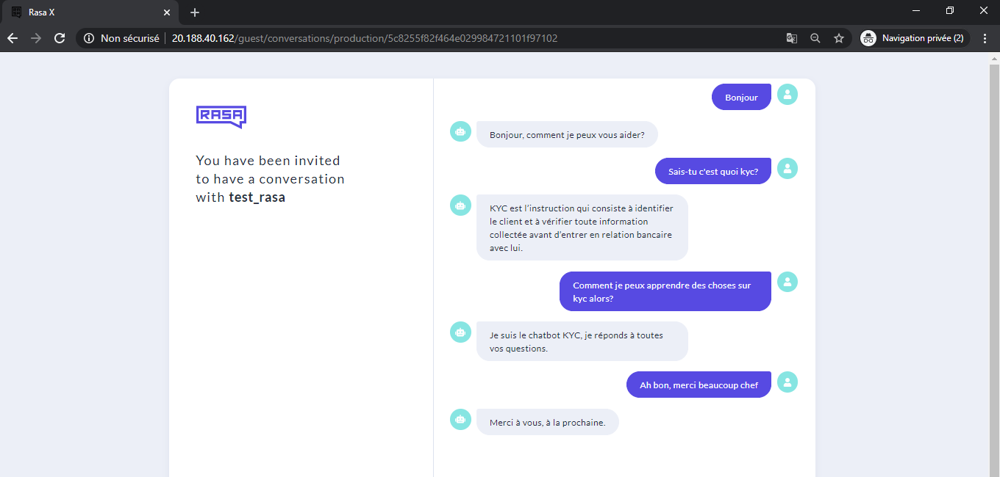 Rasa X
Non sécurisé
20.188.40.162/guest/conversations/production/5c8255f82f464e029984721101f97102
Navigation privée (2)
RASA
You have been invited
to have a conversation
with test_rasa
Bonjour
Bonjour, comment je peux vous aider?
Sais-tu c'est quoi kyc?
KYC est l’instruction qui consiste à identifier
le client et à vérifier toute information
collectée avant d’entrer en relation bancaire
avec lui.
Comment je peux apprendre des choses sur
kyc alors?
Je suis le chatbot KYC, je réponds à toutes
vos questions.
Ah bon, merci beaucoup chef
Merci à vous, à la prochaine.